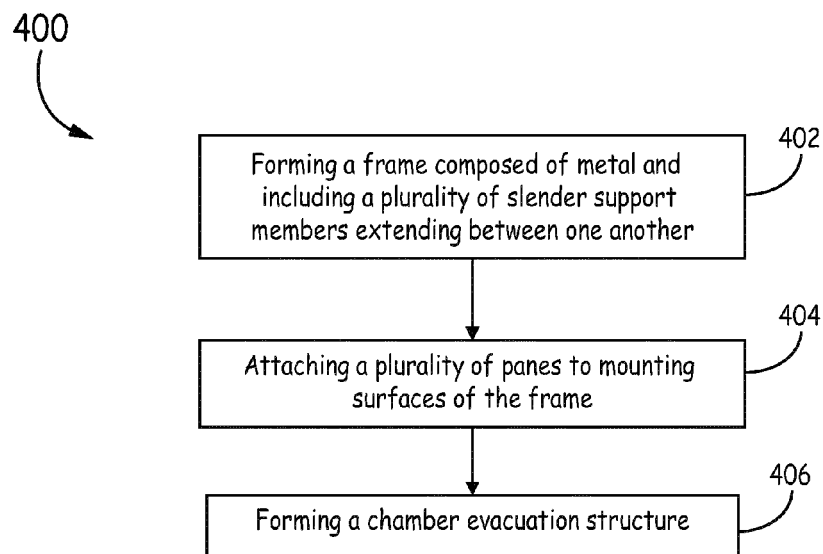 400
402
Forming a frame composed of metal and
including a plurality of slender support
members extending between one another
404
Attaching a plurality of panes to mounting
surfaces of the frame
406
Forming a chamber evacuation structure